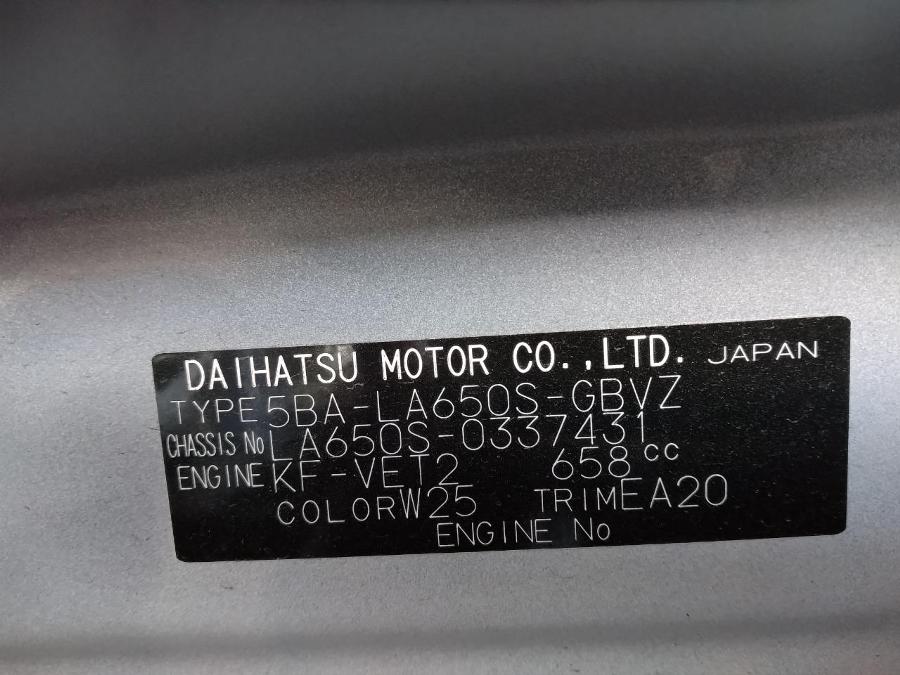 DAIHATSU MOTOR CO.,LTD. JAPAN
TYPE 5BA-LA650S-GBVZ
CHASSIS No LA650S-0337431
ENGINE KF-VET2 658 cc
COLOR W25 TRIM EA20
ENGINE No